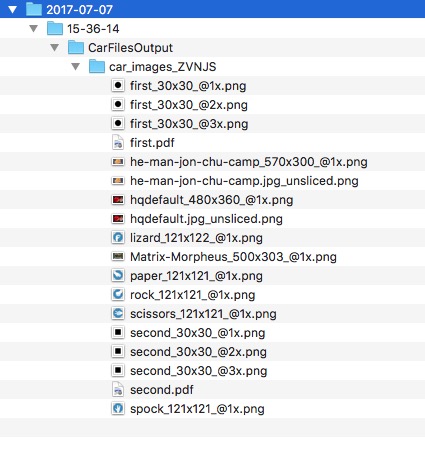 2017-07-07
15-36-14
CarFilesOutput
car_images_ZVNJS
first_30x30_@1x.png
first_30x30_@2x.png
first_30x30_@3x.png
first.pdf
he-man-jon-chu-camp_570x300_@1x.png
he-man-jon-chu-camp.jpg_unsliced.png
hqdefault_480x360_@1x.png
hqdefault.jpg_unsliced.png
lizard_121x122_@1x.png
Matrix-Morpheus_500x303_@1x.png
paper_121x121_@1x.png
rock_121x121_@1x.png
scissors_121x121_@1x.png
second_30x30_@1x.png
second_30x30_@2x.png
second_30x30_@3x.png
second.pdf
spock_121x121_@1x.png